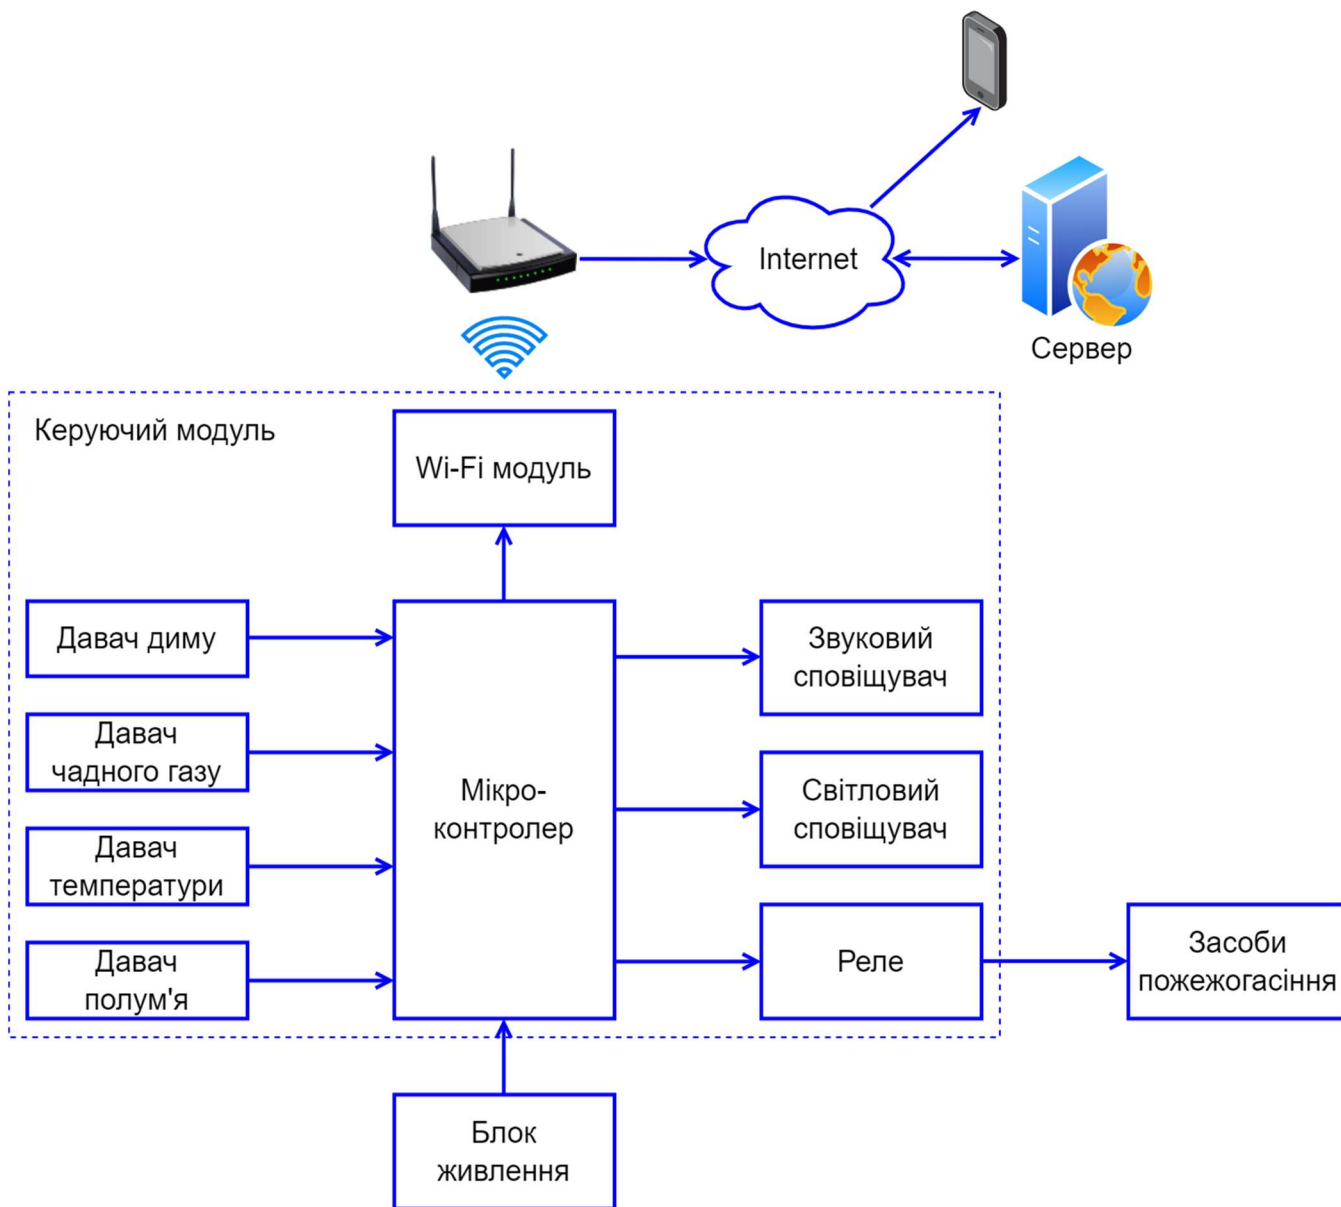 Internet
Сервер
Керуючий модуль
Wi-Fi модуль
Давач диму
Давач
чадного газу
Давач
температури
Давач
полум'я
Мікро-
контролер
Звуковий
сповіщувач
Світловий
сповіщувач
Реле
Засоби
пожежогасіння
Блок
живлення